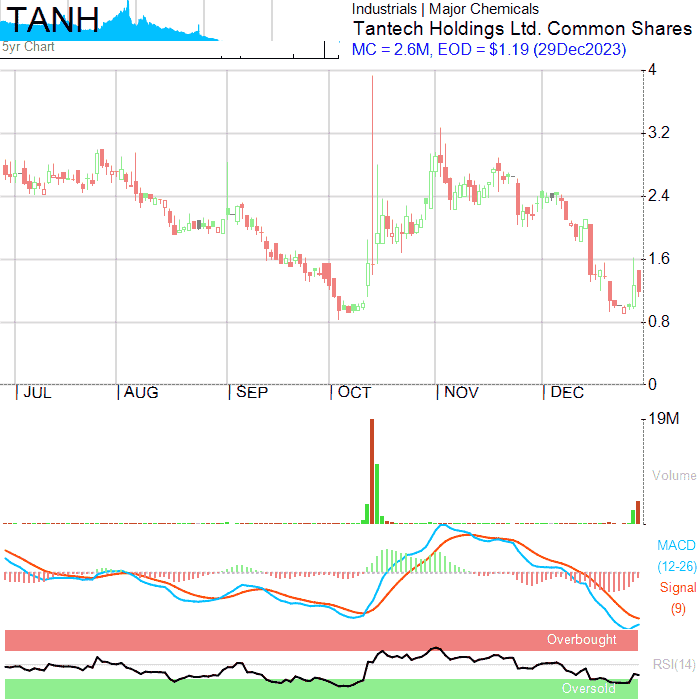 TANH
5yr Chart
Industrials | Major Chemicals
Tantech Holdings Ltd. Common Shares
MC = 2.6M, EOD = $1.19 (29Dec2023)
4
3.2
2.4
1.6
0.8
0
JUL AUG SEP OCT NOV DEC
19M
Volume
MACD
(12-26)
Signal
(9)
Overbought
RSI(14)
Oversold